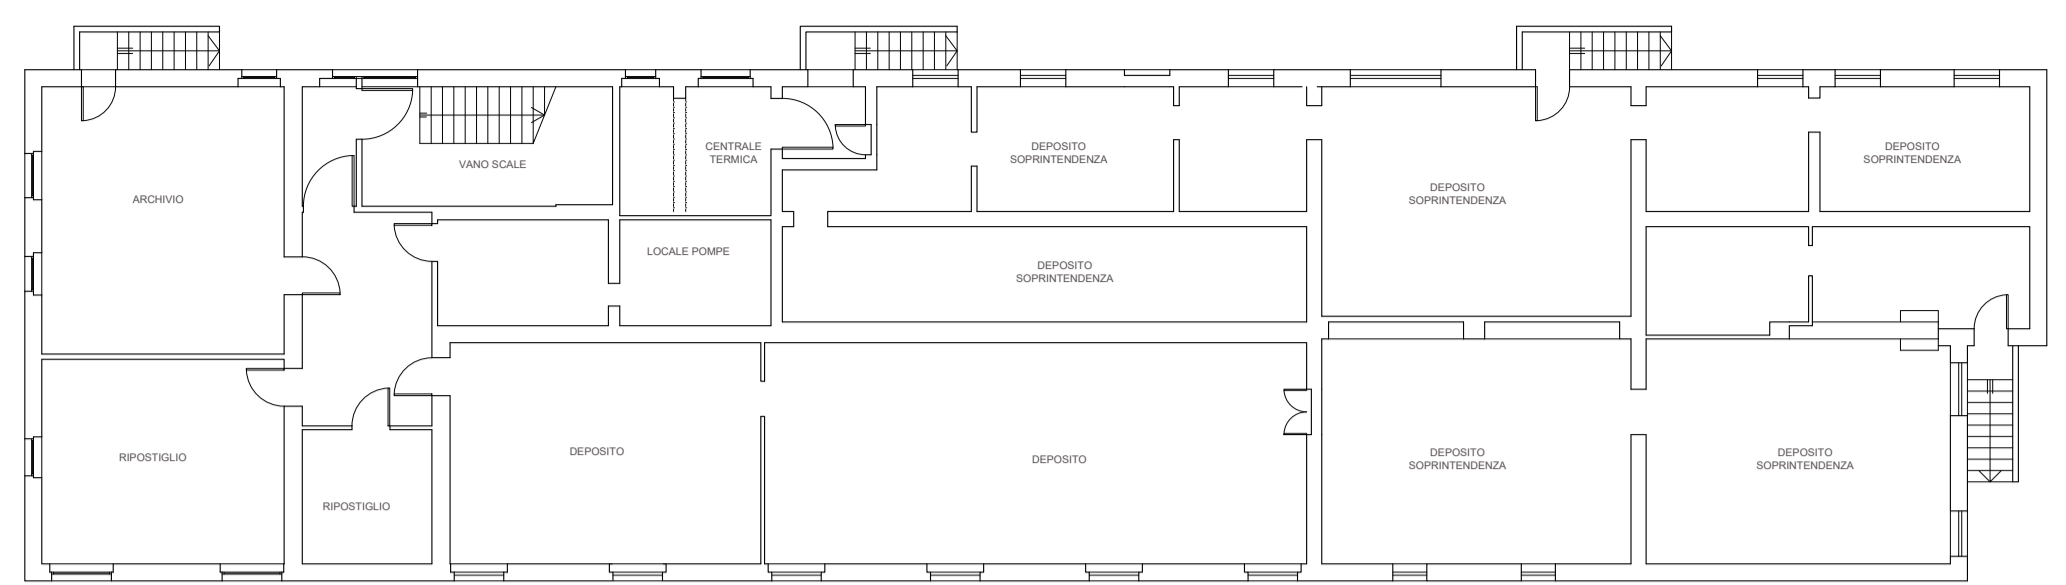 CENTRALE
TERMICA
DEPOSITO
SOPRINTENDENZA
DEPOSITO
SOPRINTENDENZA
VANO SCALE
DEPOSITO
SOPRINTENDENZA
ARCHIVIO
LOCALE POMPE
DEPOSITO
SOPRINTENDENZA
DEPOSITO
DEPOSITO
SOPRINTENDENZA
DEPOSITO
SOPRINTENDENZA
RIPOSTIGLIO
DEPOSITO
RIPOSTIGLIO